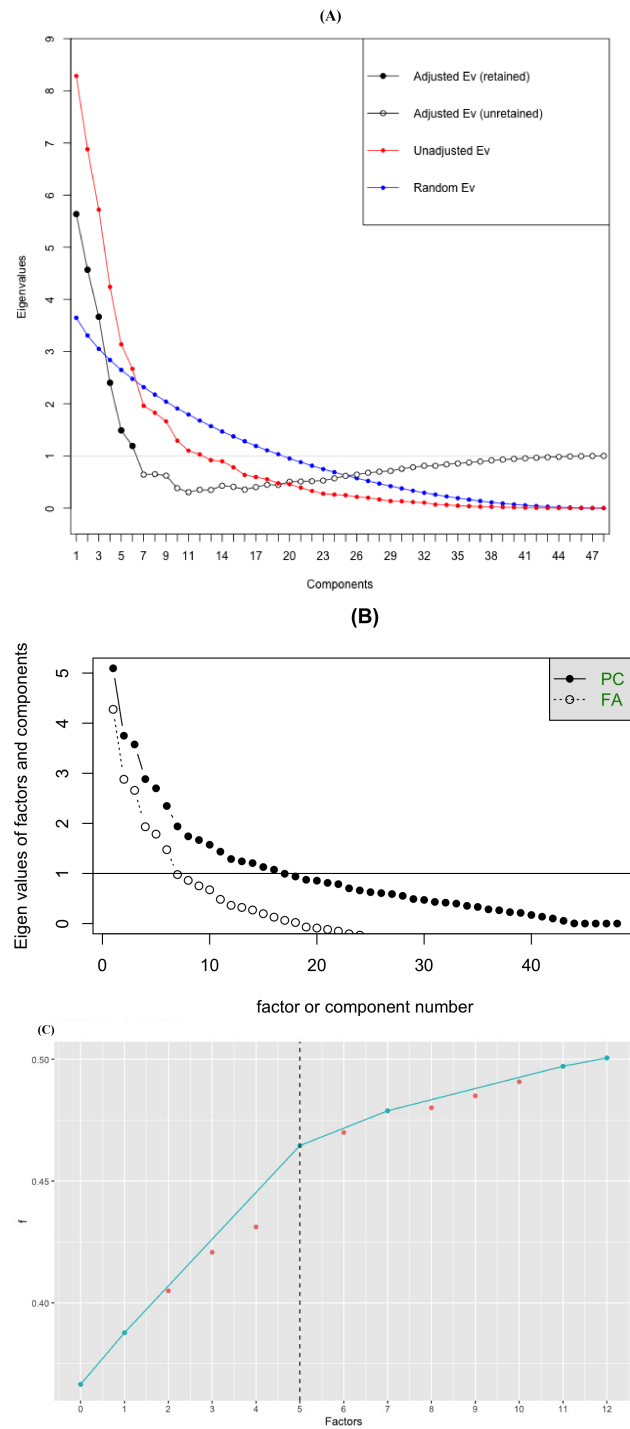 (A)
Eigenvalues
9
8
7
6
5
4
3
2
1
0
Adjusted Ev (retained)
Adjusted Ev (unretained)
Unadjusted Ev
Random Ev
1 3 5 7 9 11 14 17 20 23 26 29 32 35 38 41 44 47
Components
(B)
Eigen values of factors and components
5
4
3
2
1
0
PC
FA
0 10 20 30 40
factor or component number
(C)
f
0.50
0.45
0.40
0 1 2 3 4 5 6 7 8 9 10 11 12
Factors